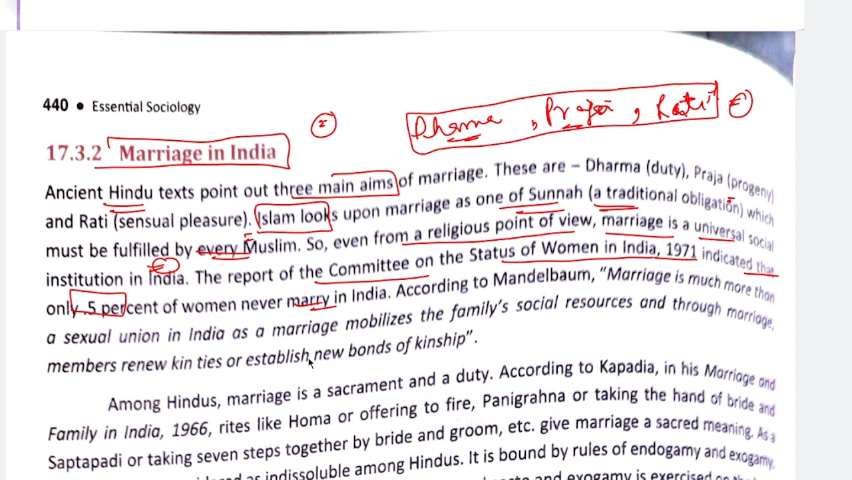 440 • Essential Sociology
Dharma, Praja, Rati
17.3.2 Marriage in India
Ancient Hindu texts point out three main aims of marriage. These are – Dharma (duty), Praja (progeny)
and Rati (sensual pleasure). Islam looks upon marriage as one of Sunnah (a traditional obligation) which
must be fulfilled by every Muslim. So, even from a religious point of view, marriage is a universal social
institution in India. The report of the Committee on the Status of Women in India, 1971 indicated that
only .5 percent of women never marry in India. According to Mandelbaum, "Marriage is much more than
a sexual union in India as a marriage mobilizes the family's social resources and through marriage,
members renew kin ties or establish new bonds of kinship".
Among Hindus, marriage is a sacrament and a duty. According to Kapadia, in his Marriage and
Family in India, 1966, rites like Homa or offering to fire, Panigrahna or taking the hand of bride and
Saptapadi or taking seven steps together by bride and groom, etc. give marriage a sacred meaning. As a
as indissoluble among Hindus. It is bound by rules of endogamy and exogamy.
and exogamy is exercised on the